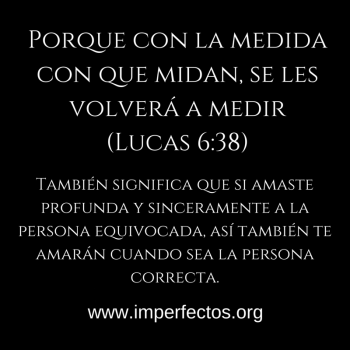 Porque con la medida
con que midan, se les
volverá a medir
(Lucas 6:38)
También significa que si amaste
profunda y sinceramente a la
persona equivocada, así también te
amarán cuando sea la persona
correcta.
www.imperfectos.org